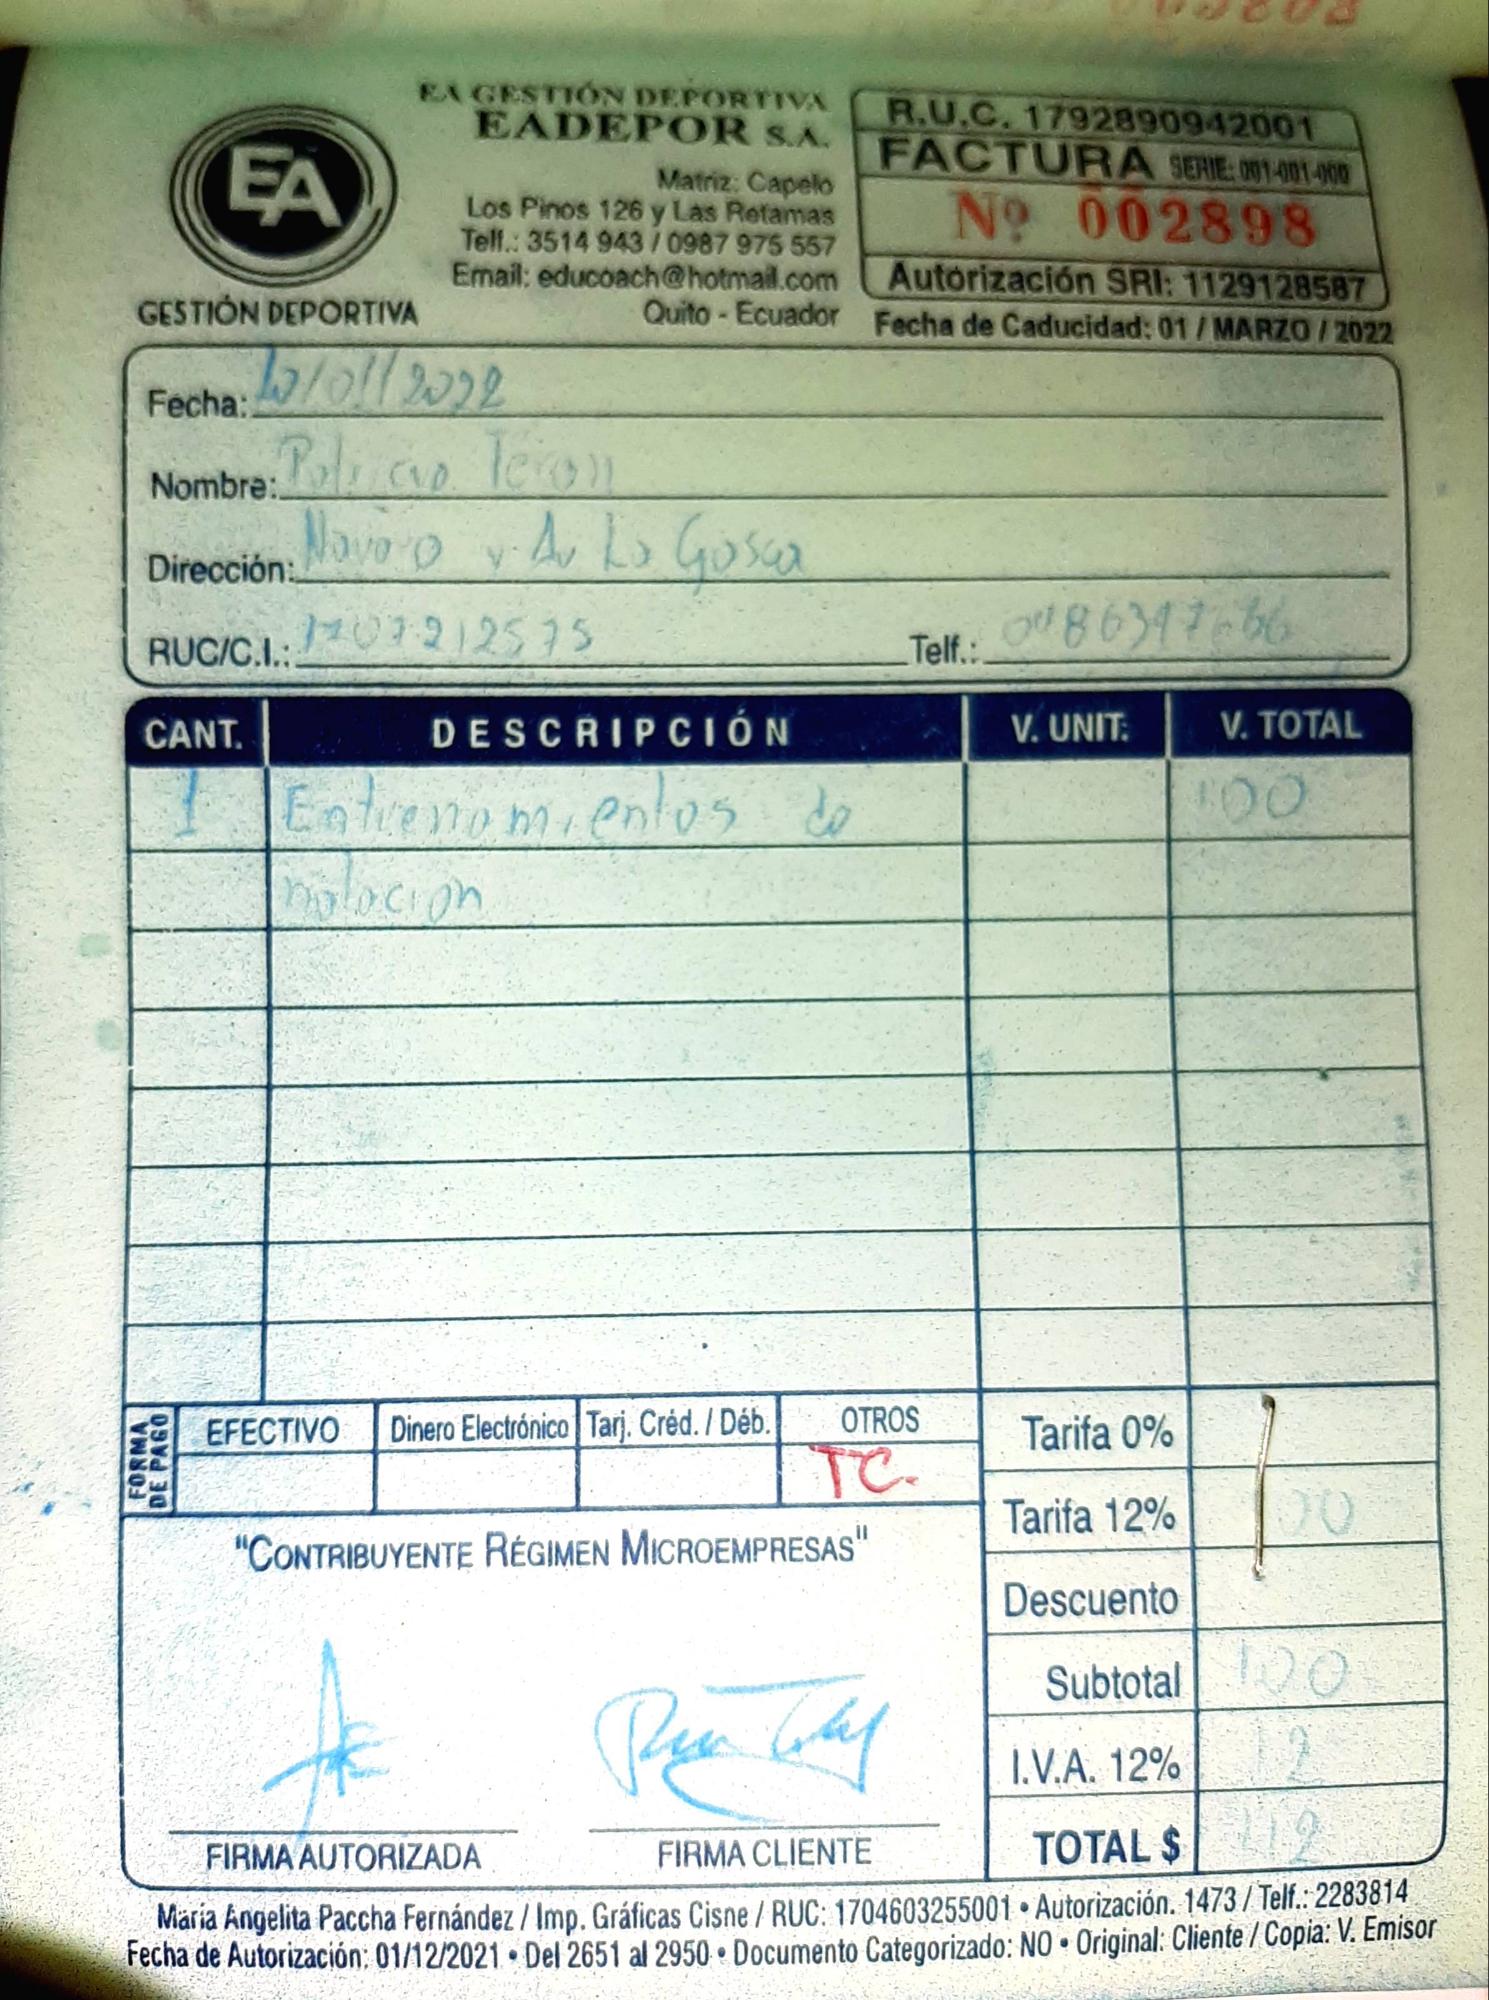 EA
GESTIÓN DEPORTIVA
EA GESTIÓN DEPORTIVA
EADEPOR S.A.
Matriz: Capelo
Los Pinos 126 y Las Retamas
Telf.: 3514 943 / 0987 975 557
Email: educoach@hotmail.com
Quito - Ecuador
R.U.C. 1792890942001
FACTURA SERIE: 001-001-000
Nº 002898
Autorización SRI: 1129128587
Fecha de Caducidad: 01 / MARZO / 2022
Fecha: 10/01/2022
Nombre: Patricio Teran
Dirección: Navarro y Av La Gasca
RUC/C.I.: 1707212575 Telf.:
CANT. DESCRIPCIÓN V. UNIT. V. TOTAL
1 Entrenamientos de 100
natacion
FORMA DE PAGO
EFECTIVO Dinero Electrónico Tarj. Créd. / Déb. OTROS
TC.
Tarifa 0%
Tarifa 12% 100
Descuento
Subtotal 100
I.V.A. 12% 12
TOTAL $ 112
"CONTRIBUYENTE RÉGIMEN MICROEMPRESAS"
FIRMA AUTORIZADA FIRMA CLIENTE
María Angelita Paccha Fernández / Imp. Gráficas Cisne / RUC: 1704603255001 • Autorización. 1473 / Telf.: 2283814
Fecha de Autorización: 01/12/2021 • Del 2651 al 2950 • Documento Categorizado: NO • Original: Cliente / Copia: V. Emisor